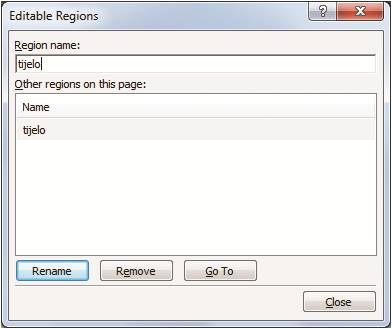 Editable Regions
?
Region name:
tijelo
Other regions on this page:
Name
tijelo
Rename Remove Go To
Close